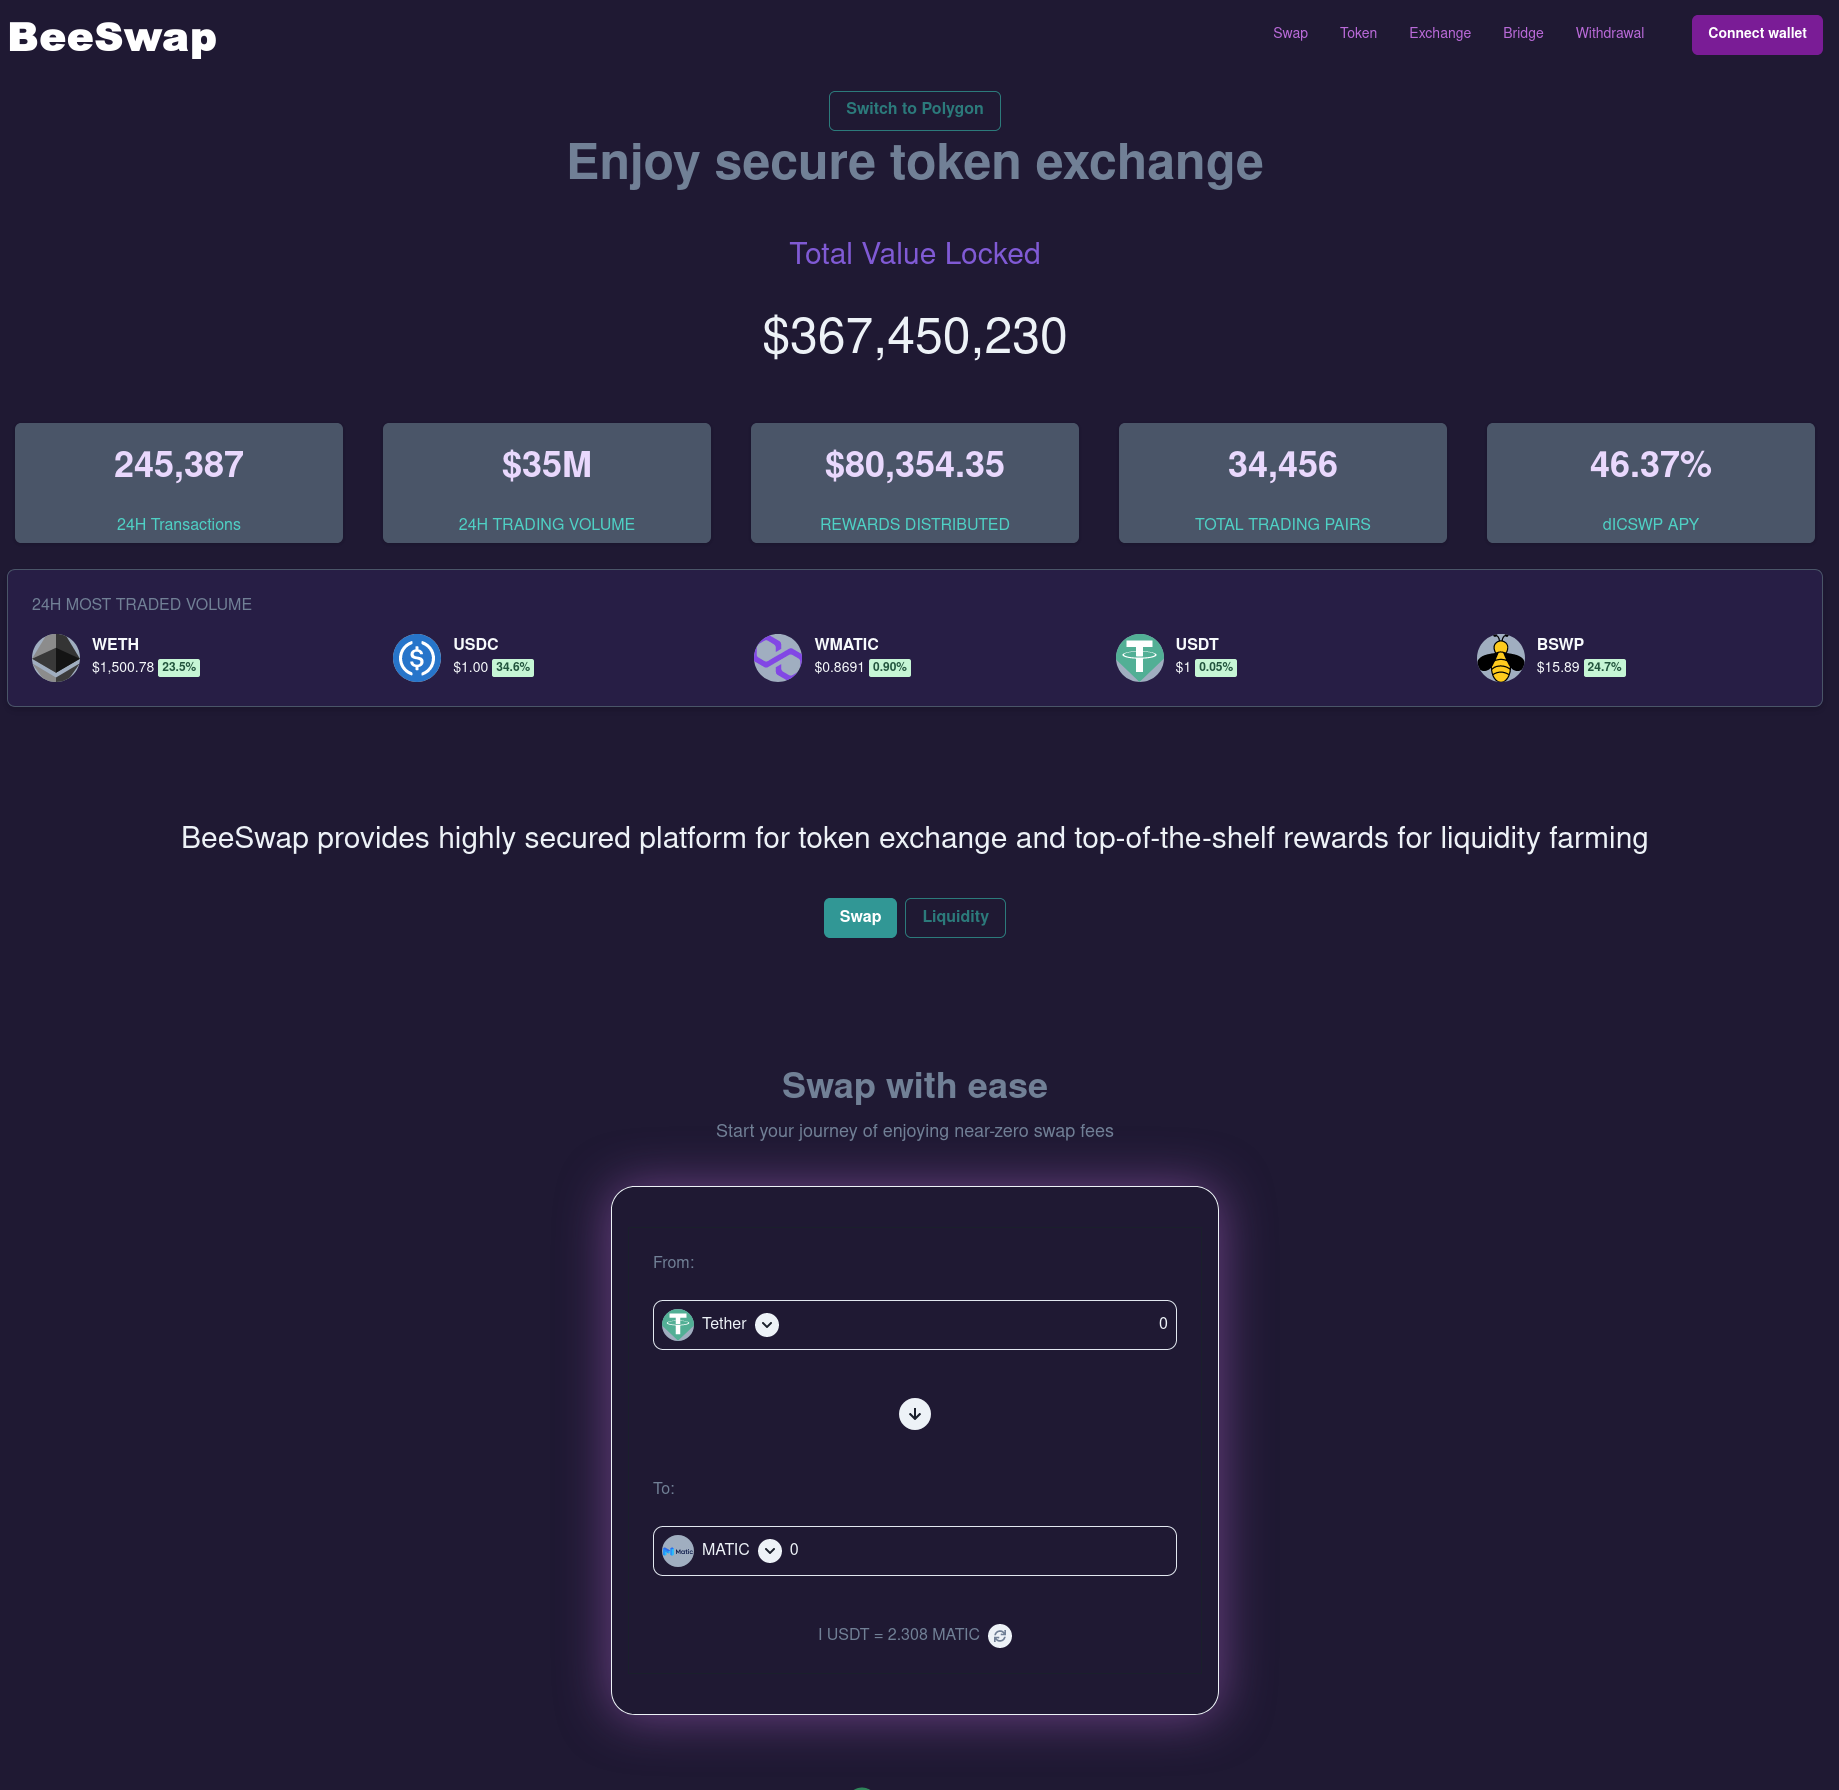 BeeSwap
Swap Token Exchange Bridge Withdrawal Connect wallet
Switch to Polygon
Enjoy secure token exchange
Total Value Locked
$367,450,230
245,387
24H Transactions
$35M
24H TRADING VOLUME
$80,354.35
REWARDS DISTRIBUTED
34,456
TOTAL TRADING PAIRS
46.37%
dICSWP APY
24H MOST TRADED VOLUME
WETH
$1,500.78 23.5%
USDC
$1.00 34.6%
WMATIC
$0.8691 0.90%
USDT
$1 0.05%
BSWP
$15.89 24.7%
BeeSwap provides highly secured platform for token exchange and top-of-the-shelf rewards for liquidity farming
Swap Liquidity
Swap with ease
Start your journey of enjoying near-zero swap fees
From:
Tether 0
To:
Matic MATIC 0
I USDT = 2.308 MATIC